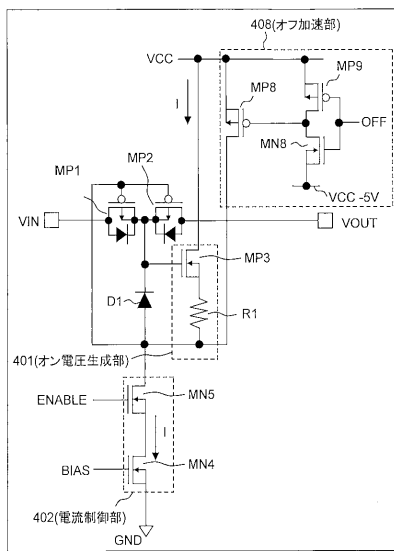 408(オフ加速部)
VCC
MP9
MP8
I
OFF
MN8
VCC -5V
MP2
MP1
VIN
VOUT
MP3
D1
R1
401(オン電圧生成部)
ENABLE
MN5
I
BIAS
MN4
402(電流制御部)
GND